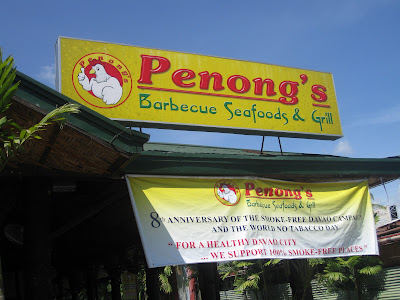 Penong's
Penong's
Barbecue Seafoods & Grill
Penong's
Barbecue Seafoods & Grill
8th ANNIVERSARY OF THE SMOKE-FREE DAVAO CAMPAIGN
AND THE WORLD NO TOBACCO DAY
"FOR A HEALTHY DAVAO CITY
... WE SUPPORT 100% SMOKE-FREE PLACES"